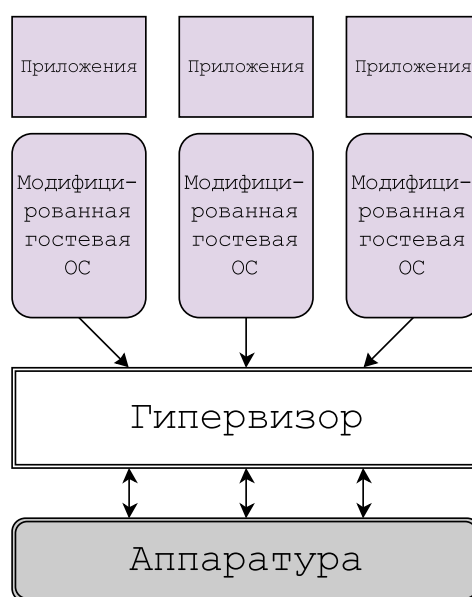 Приложения
Приложения
Приложения
Модифици-
рованная
гостевая
ОС
Модифици-
рованная
гостевая
ОС
Модифици-
рованная
гостевая
ОС
Гипервизор
Аппаратура